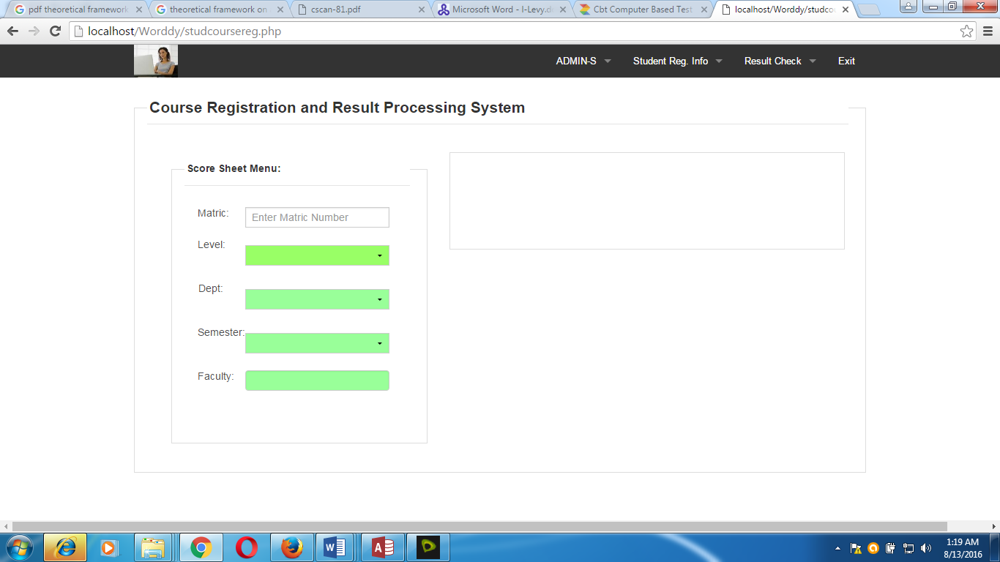 pdf theoretical framework
theoretical framework on
cscan-81.pdf
Microsoft Word - I-Levy.d
Cbt Computer Based Test
localhost/Worddy/studco
localhost/Worddy/studcoursereg.php
ADMIN-S Student Reg. Info Result Check Exit
Course Registration and Result Processing System
Score Sheet Menu:
Matric: Enter Matric Number
Level:
Dept:
Semester:
Faculty:
1:19 AM
8/13/2016